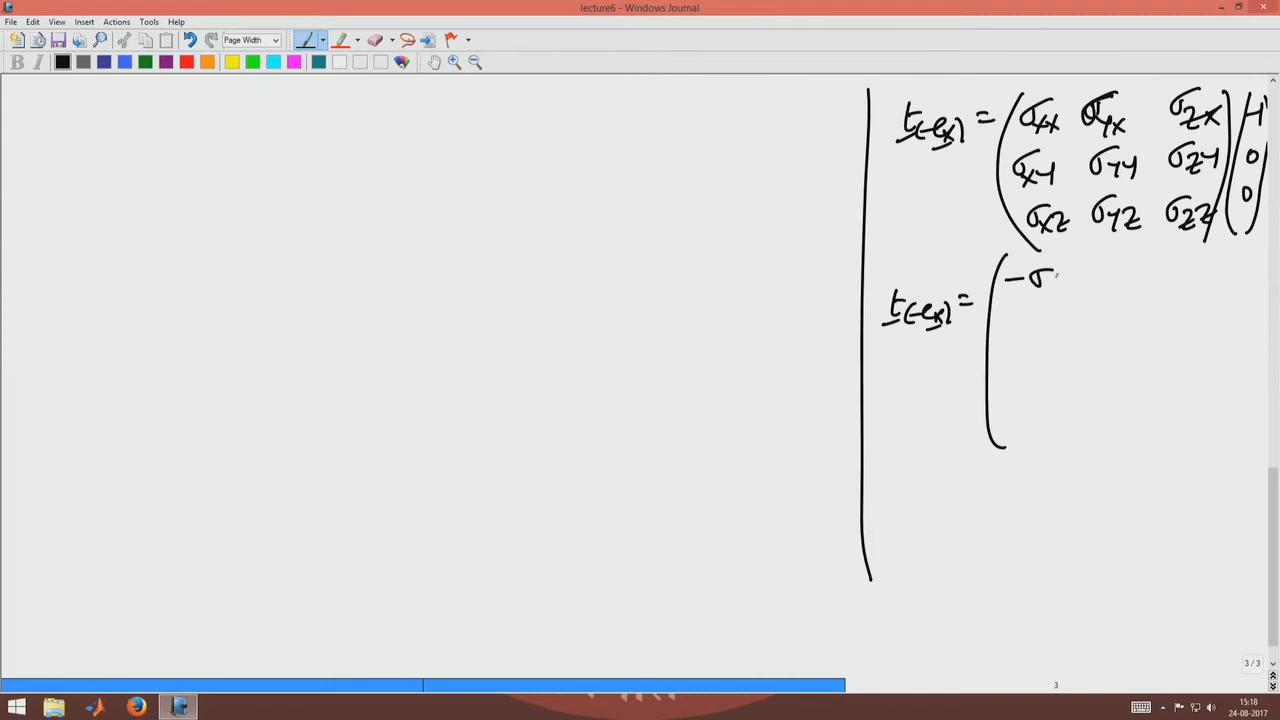 lecture6 - Windows Journal
File Edit View Insert Actions Tools Help
Page Width
B I
t(-ex) = ( σxx σyx σzx ) ( -1
σxy σyy σzy 0
σxz σyz σzz 0 )
t(-ex) = ( -σ
3 / 3
3
15:18
24-08-2017